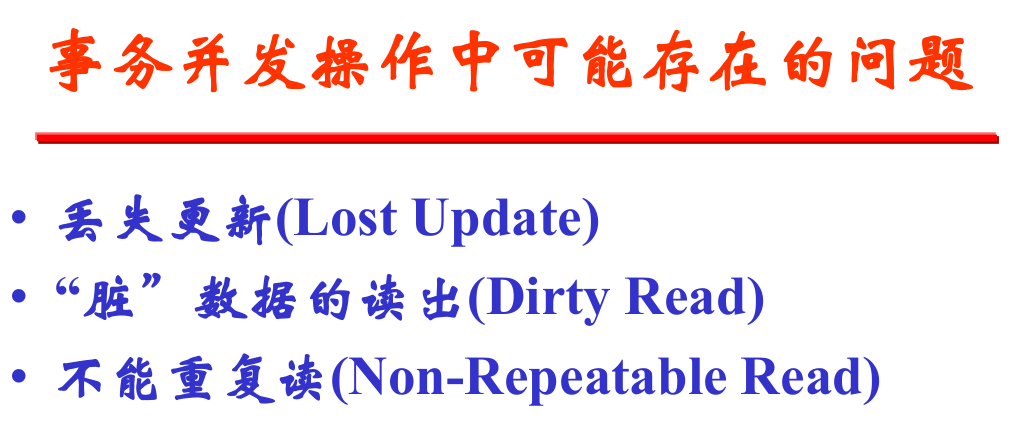 事务并发操作中可能存在的问题
• 丢失更新(Lost Update)
• “脏”数据的读出(Dirty Read)
• 不能重复读(Non-Repeatable Read)